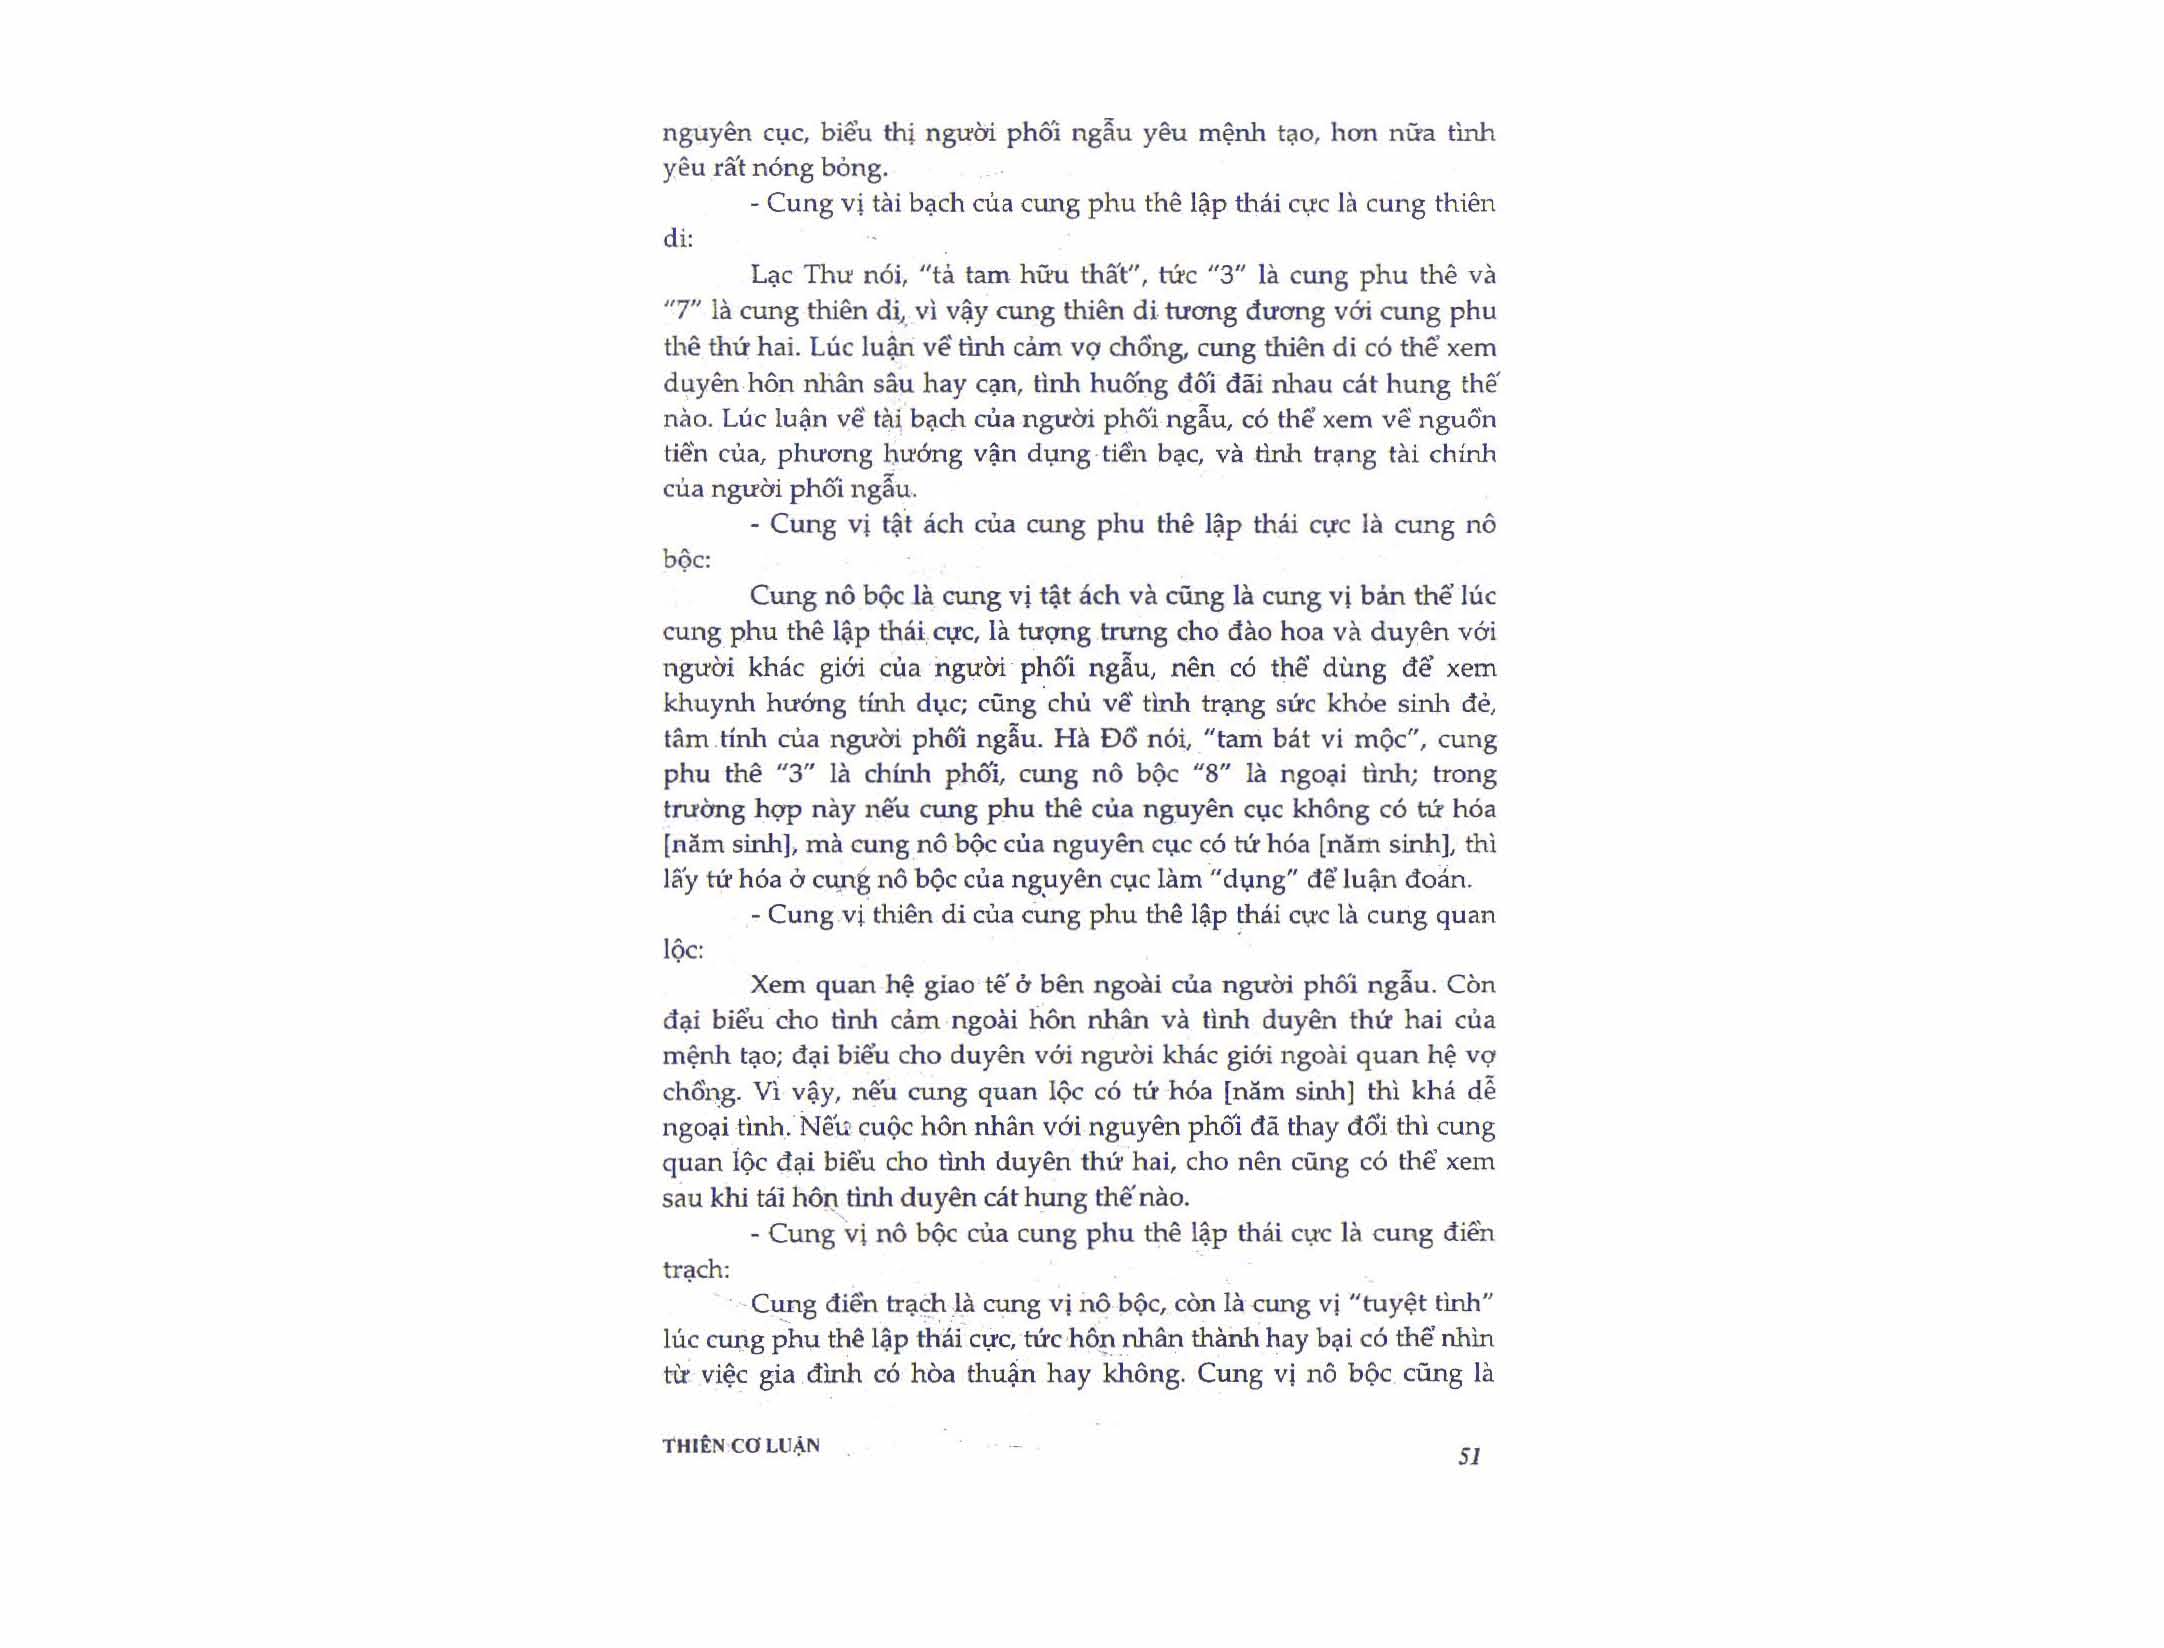 nguyên cục, biểu thị người phối ngẫu yêu mệnh tạo, hơn nữa tình
yêu rất nóng bỏng.
- Cung vị tài bạch của cung phu thê lập thái cực là cung thiên
di:
Lạc Thư nói, "tả tam hữu thất", tức "3" là cung phu thê và
"7" là cung thiên di, vì vậy cung thiên di tương đương với cung phu
thê thứ hai. Lúc luận về tình cảm vợ chồng, cung thiên di có thể xem
duyên hôn nhân sâu hay cạn, tình huống đối đãi nhau cát hung thế
nào. Lúc luận về tài bạch của người phối ngẫu, có thể xem về nguồn
tiền của, phương hướng vận dụng tiền bạc, và tình trạng tài chính
của người phối ngẫu.
- Cung vị tật ách của cung phu thê lập thái cực là cung nô
bộc:
Cung nô bộc là cung vị tật ách và cũng là cung vị bản thể lúc
cung phu thê lập thái cực, là tượng trưng cho đào hoa và duyên với
người khác giới của người phối ngẫu, nên có thể dùng để xem
khuynh hướng tính dục; cũng chủ về tình trạng sức khỏe sinh đẻ,
tâm tính của người phối ngẫu. Hà Đồ nói, "tam bát vi mộc", cung
phu thê "3" là chính phối, cung nô bộc "8" là ngoại tình; trong
trường hợp này nếu cung phu thê của nguyên cục không có tứ hóa
[năm sinh], mà cung nô bộc của nguyên cục có tứ hóa [năm sinh], thì
lấy tứ hóa ở cung nô bộc của nguyên cục làm "dụng" để luận đoán.
- Cung vị thiên di của cung phu thê lập thái cực là cung quan
lộc:
Xem quan hệ giao tế ở bên ngoài của người phối ngẫu. Còn
đại biểu cho tình cảm ngoài hôn nhân và tình duyên thứ hai của
mệnh tạo; đại biểu cho duyên với người khác giới ngoài quan hệ vợ
chồng. Vì vậy, nếu cung quan lộc có tứ hóa [năm sinh] thì khá dễ
ngoại tình. Nếu cuộc hôn nhân với nguyên phối đã thay đổi thì cung
quan lộc đại biểu cho tình duyên thứ hai, cho nên cũng có thể xem
sau khi tái hôn tình duyên cát hung thế nào.
- Cung vị nô bộc của cung phu thê lập thái cực là cung điền
trạch:
Cung điền trạch là cung vị nô bộc, còn là cung vị "tuyệt tình"
lúc cung phu thê lập thái cực, tức hôn nhân thành hay bại có thể nhìn
từ việc gia đình có hòa thuận hay không. Cung vị nô bộc cũng là
THIÊN CƠ LUẬN
51